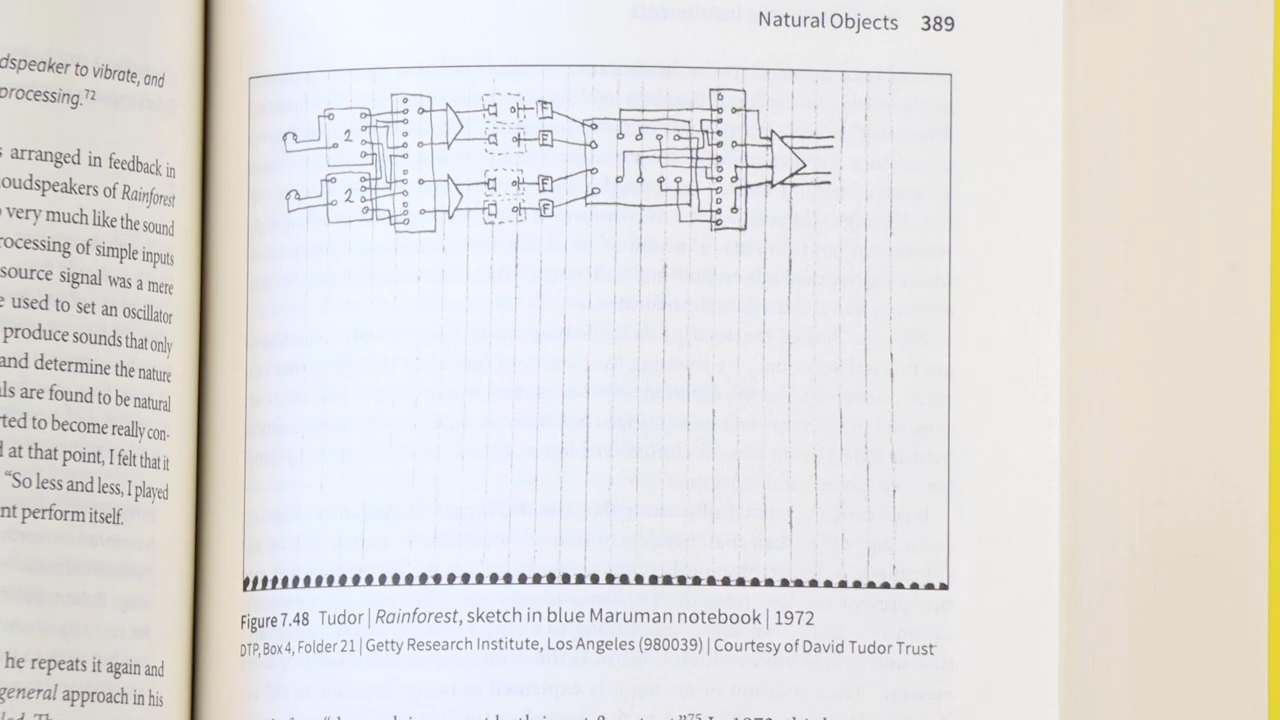 dspeaker to vibrate, and
processing.72
arranged in feedback in
loudspeakers of Rainforest
very much like the sound
rocessing of simple inputs
source signal was a mere
used to set an oscillator
produce sounds that only
and determine the nature
ls are found to be natural
rted to become really con-
at that point, I felt that it
"So less and less, I played
nt perform itself.
he repeats it again and
general approach in his
Natural Objects 389
2
2
F
F
F
F
Figure 7.48 Tudor | Rainforest, sketch in blue Maruman notebook | 1972
DTP, Box 4, Folder 21 | Getty Research Institute, Los Angeles (980039) | Courtesy of David Tudor Trust